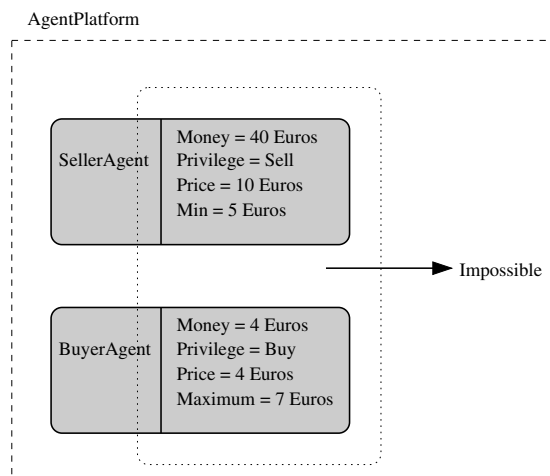 AgentPlatform
SellerAgent
Money = 40 Euros
Privilege = Sell
Price = 10 Euros
Min = 5 Euros
Impossible
BuyerAgent
Money = 4 Euros
Privilege = Buy
Price = 4 Euros
Maximum = 7 Euros